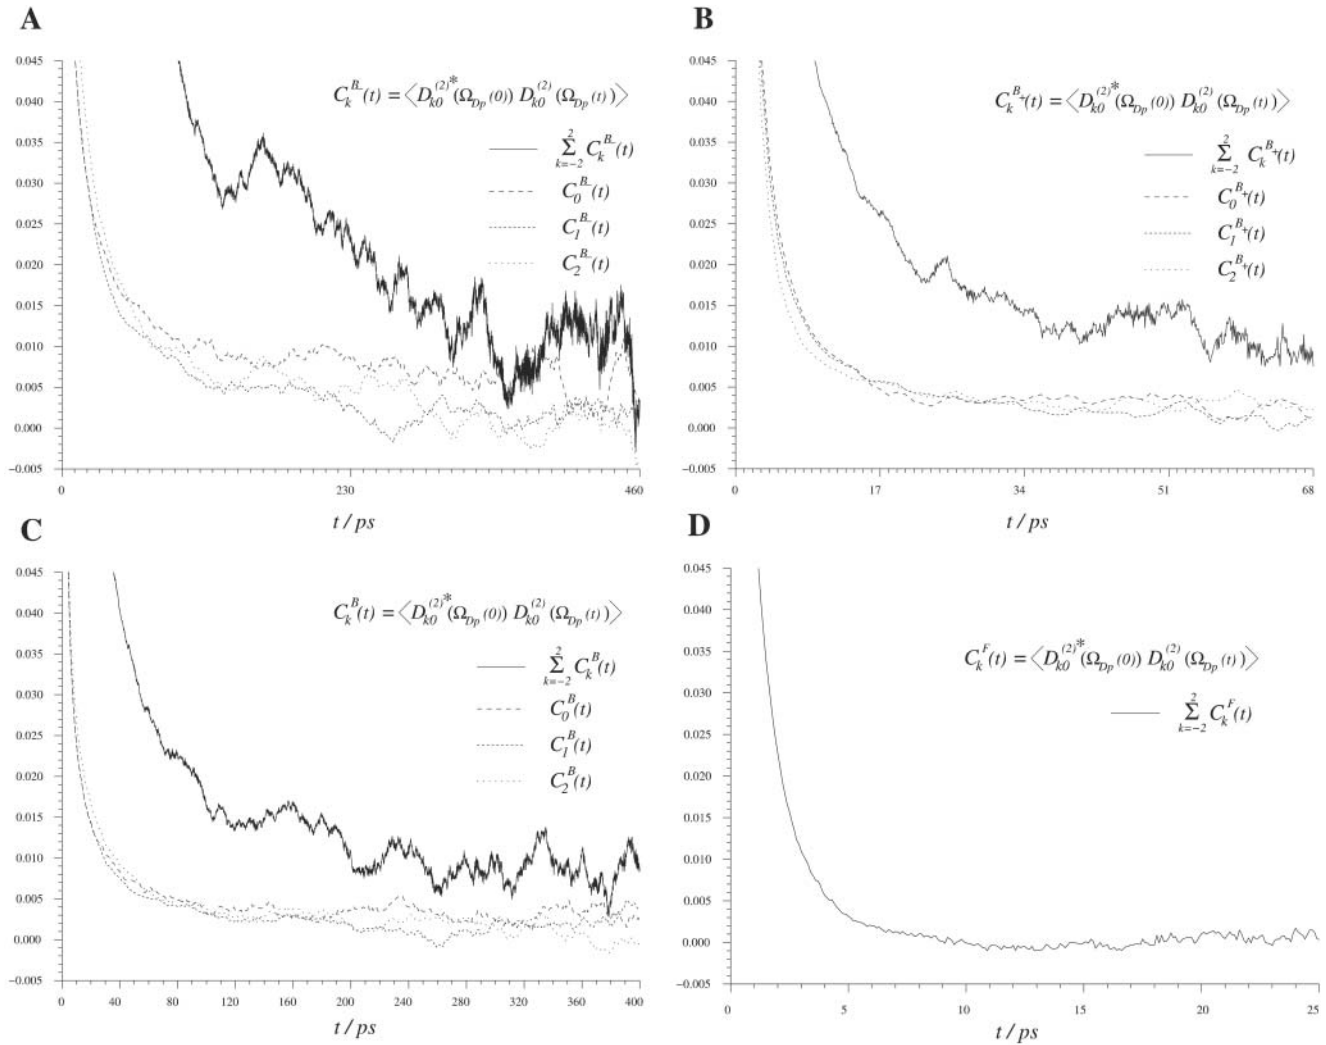 A
0.045
0.040
0.035
0.030
0.025
0.020
0.015
0.010
0.005
0.000
−0.005
C_k^{B−}(t) = ⟨D_{k0}^{(2)*}(Ω_{Dp}(0)) D_{k0}^{(2)}(Ω_{Dp}(t))⟩
Σ_{k=−2}^{2} C_k^{B−}(t)
C_0^{B−}(t)
C_1^{B−}(t)
C_2^{B−}(t)
0 230 460
t / ps
B
0.045
0.040
0.035
0.030
0.025
0.020
0.015
0.010
0.005
0.000
−0.005
C_k^{B+}(t) = ⟨D_{k0}^{(2)*}(Ω_{Dp}(0)) D_{k0}^{(2)}(Ω_{Dp}(t))⟩
Σ_{k=−2}^{2} C_k^{B+}(t)
C_0^{B+}(t)
C_1^{B+}(t)
C_2^{B+}(t)
0 17 34 51 68
t / ps
C
0.045
0.040
0.035
0.030
0.025
0.020
0.015
0.010
0.005
0.000
−0.005
C_k^{B}(t) = ⟨D_{k0}^{(2)*}(Ω_{Dp}(0)) D_{k0}^{(2)}(Ω_{Dp}(t))⟩
Σ_{k=−2}^{2} C_k^{B}(t)
C_0^{B}(t)
C_1^{B}(t)
C_2^{B}(t)
0 40 80 120 160 200 240 280 320 360 400
t / ps
D
0.045
0.040
0.035
0.030
0.025
0.020
0.015
0.010
0.005
0.000
−0.005
C_k^{F}(t) = ⟨D_{k0}^{(2)*}(Ω_{Dp}(0)) D_{k0}^{(2)}(Ω_{Dp}(t))⟩
Σ_{k=−2}^{2} C_k^{F}(t)
0 5 10 15 20 25
t / ps